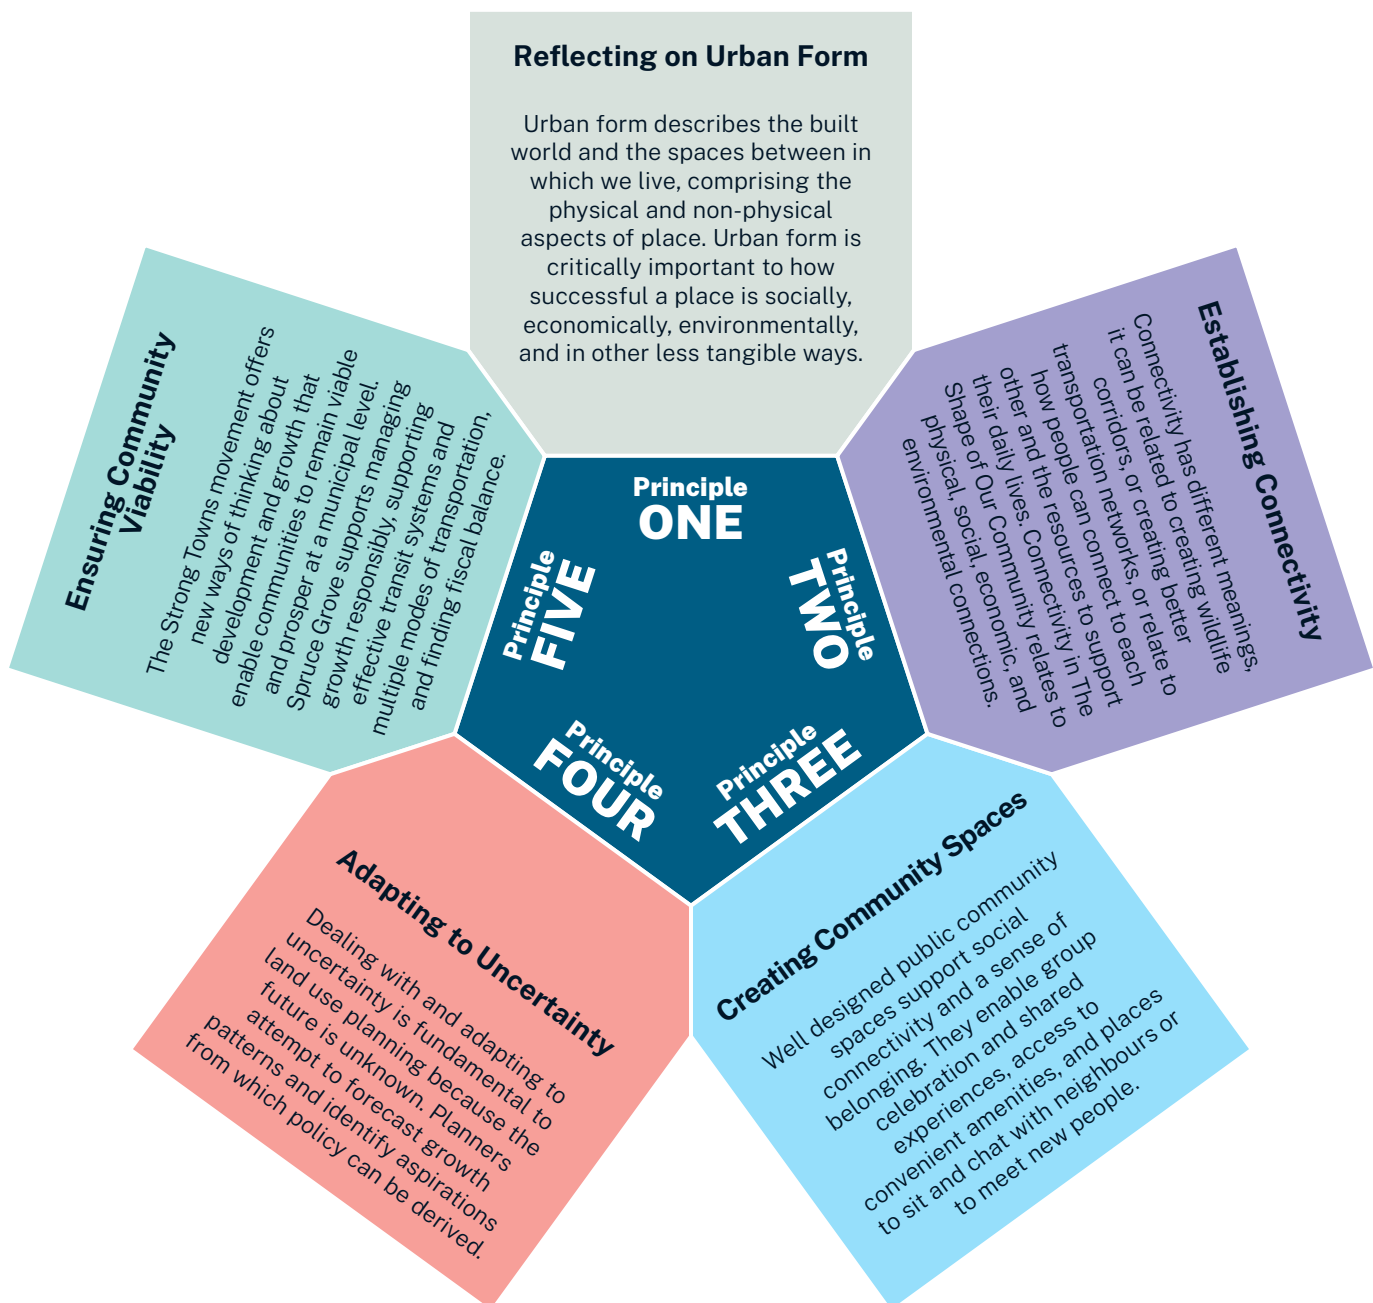 Reflecting on Urban Form
Urban form describes the built
world and the spaces between in
which we live, comprising the
physical and non-physical
aspects of place. Urban form is
critically important to how
successful a place is socially,
economically, environmentally,
and in other less tangible ways.
Principle
ONE
Establishing Connectivity
Connectivity has different meanings,
it can be related to creating wildlife
corridors, or creating better
transportation networks, or relate to
how people can connect to each
other and the resources to support
their daily lives. Connectivity in The
Shape of Our Community relates to
physical, social, economic, and
environmental connections.
Principle
TWO
Creating Community Spaces
Well designed public community
spaces support social
connectivity and a sense of
belonging. They enable group
celebration and shared
experiences, access to
convenient amenities, and places
to sit and chat with neighbours or
to meet new people.
Principle
THREE
Adapting to Uncertainty
Dealing with and adapting to
uncertainty is fundamental to
land use planning because the
future is unknown. Planners
attempt to forecast growth
patterns and identify aspirations
from which policy can be derived.
Principle
FOUR
Ensuring Community
Viability
The Strong Towns movement offers
new ways of thinking about
development and growth that
enable communities to remain viable
and prosper at a municipal level.
Spruce Grove supports managing
growth responsibly, supporting
effective transit systems and
multiple modes of transportation,
and finding fiscal balance.
Principle
FIVE